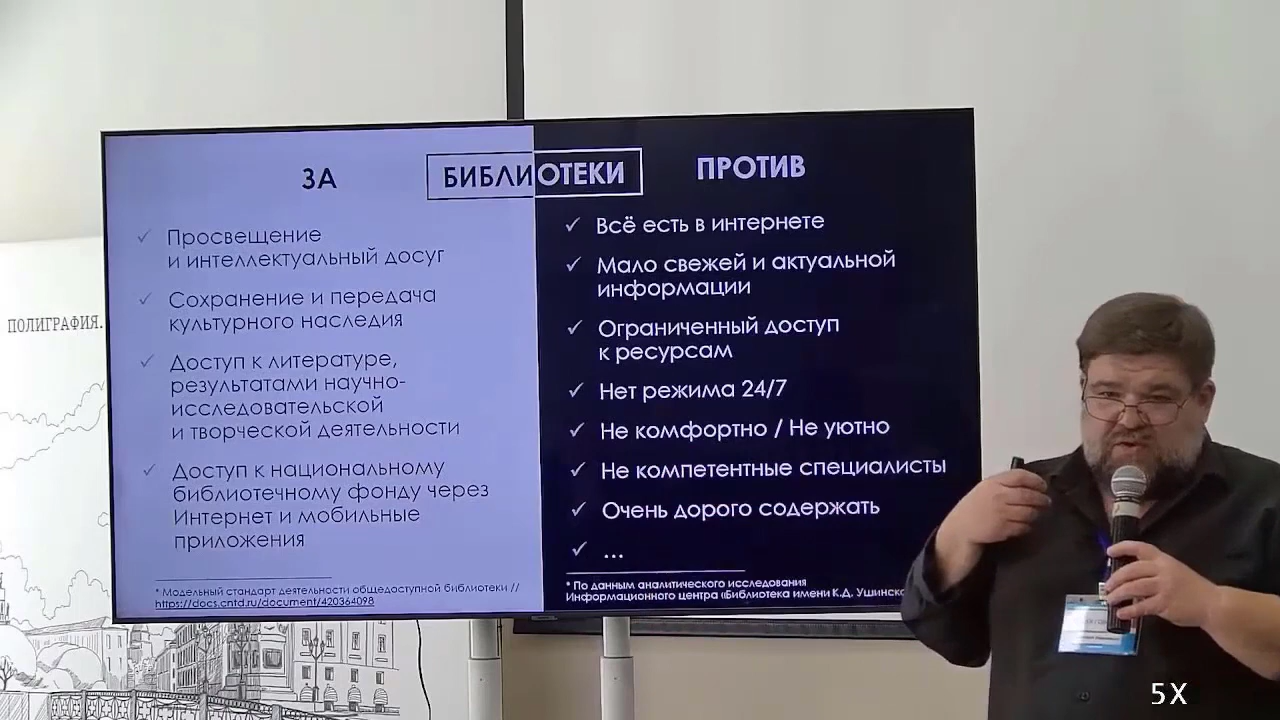 ПОЛИГРАФИЯ.
ЗА
БИБЛИОТЕКИ
ПРОТИВ
✓ Просвещение
и интеллектуальный досуг
✓ Сохранение и передача
культурного наследия
✓ Доступ к литературе,
результатами научно-
исследовательской
и творческой деятельности
✓ Доступ к национальному
библиотечному фонду через
Интернет и мобильные
приложения
* Модельный стандарт деятельности общедоступной библиотеки //
https://docs.cntd.ru/document/420364098
✓ Всё есть в интернете
✓ Мало свежей и актуальной
информации
✓ Ограниченный доступ
к ресурсам
✓ Нет режима 24/7
✓ Не комфортно / Не уютно
✓ Не компетентные специалисты
✓ Очень дорого содержать
✓ ...
* По данным аналитического исследования
Информационного центра «Библиотека имени К.Д. Ушинско
5X